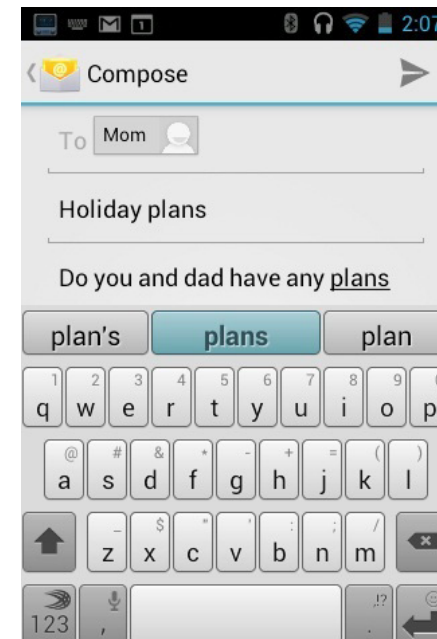 1 2:07
Compose
To Mom
Holiday plans
Do you and dad have any plans
plan's plans plan
1 2 3 4 5 6 7 8 9
q w e r t y u i o p
@ # & * - + = ( )
a s d f g h j k l
_ $ " ' : ; /
z x c v b n m
123 , . ,!?